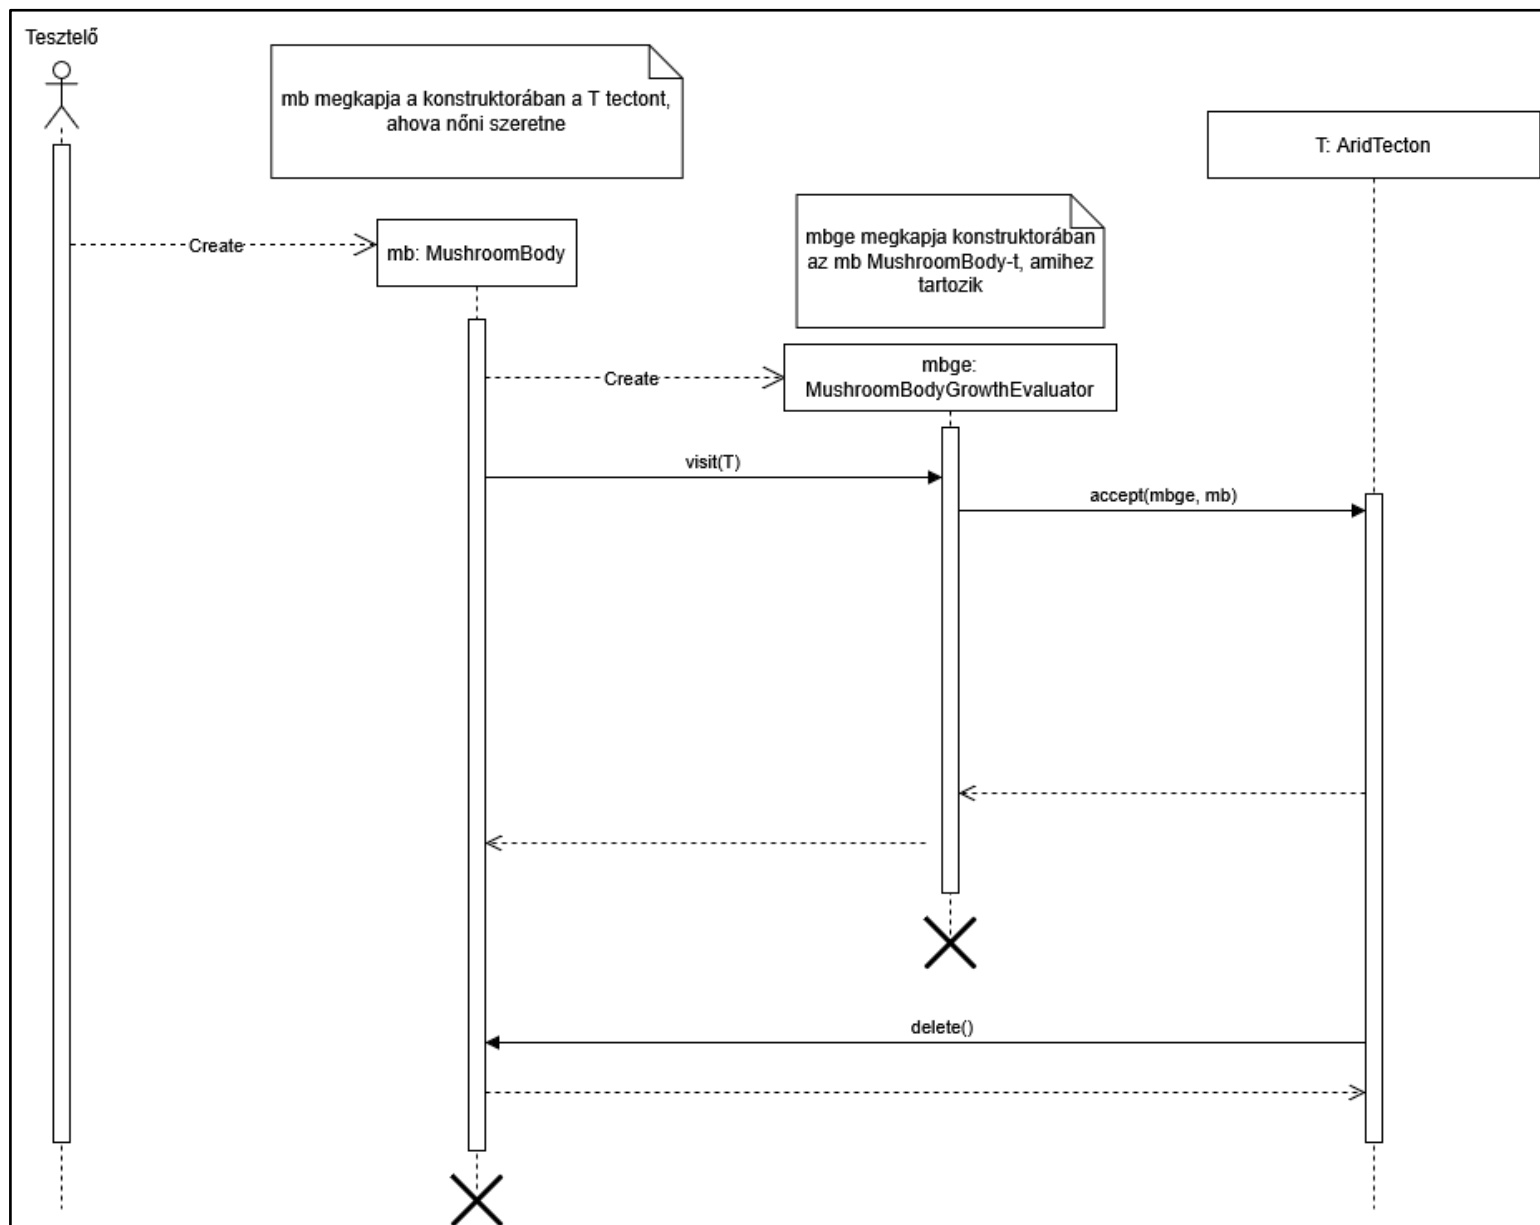 Tesztelő
mb megkapja a konstruktorában a T tectont,
ahova nőni szeretne
T: AridTecton
mbge megkapja konstruktorában
az mb MushroomBody-t, amihez
tartozik
Create
mb: MushroomBody
mbge:
MushroomBodyGrowthEvaluator
Create
visit(T)
accept(mbge, mb)
delete()